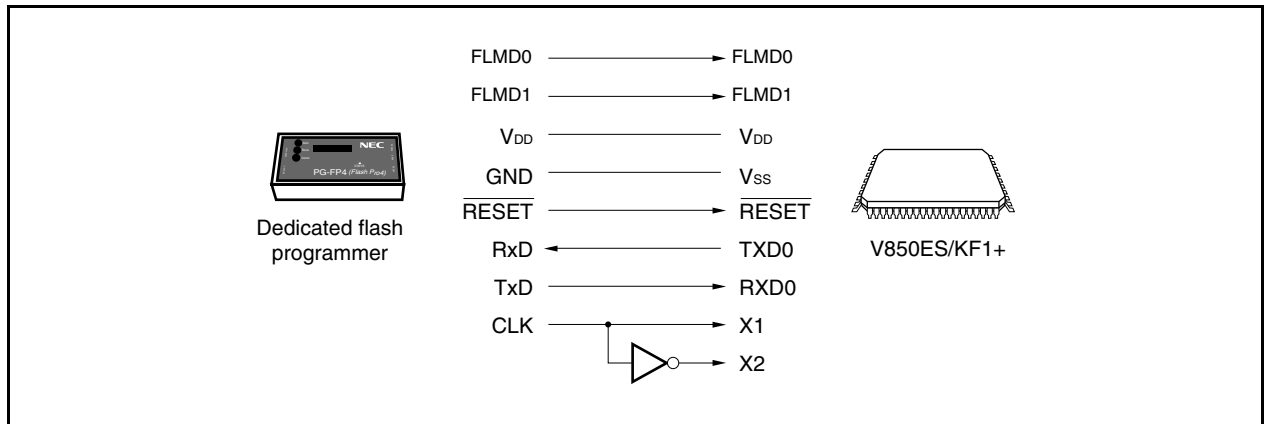 FLMD0 FLMD0
FLMD1 FLMD1
VDD VDD
GND VSS
RESET RESET
RxD TXD0
TxD RXD0
CLK X1
X2
NEC
PG-FP4 (Flash Pro4)
Dedicated flash
programmer
V850ES/KF1+